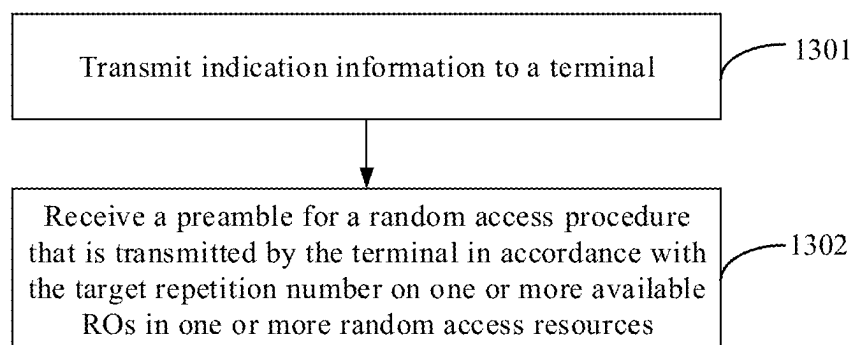 Transmit indication information to a terminal
1301
Receive a preamble for a random access procedure
that is transmitted by the terminal in accordance with
the target repetition number on one or more available
ROs in one or more random access resources
1302